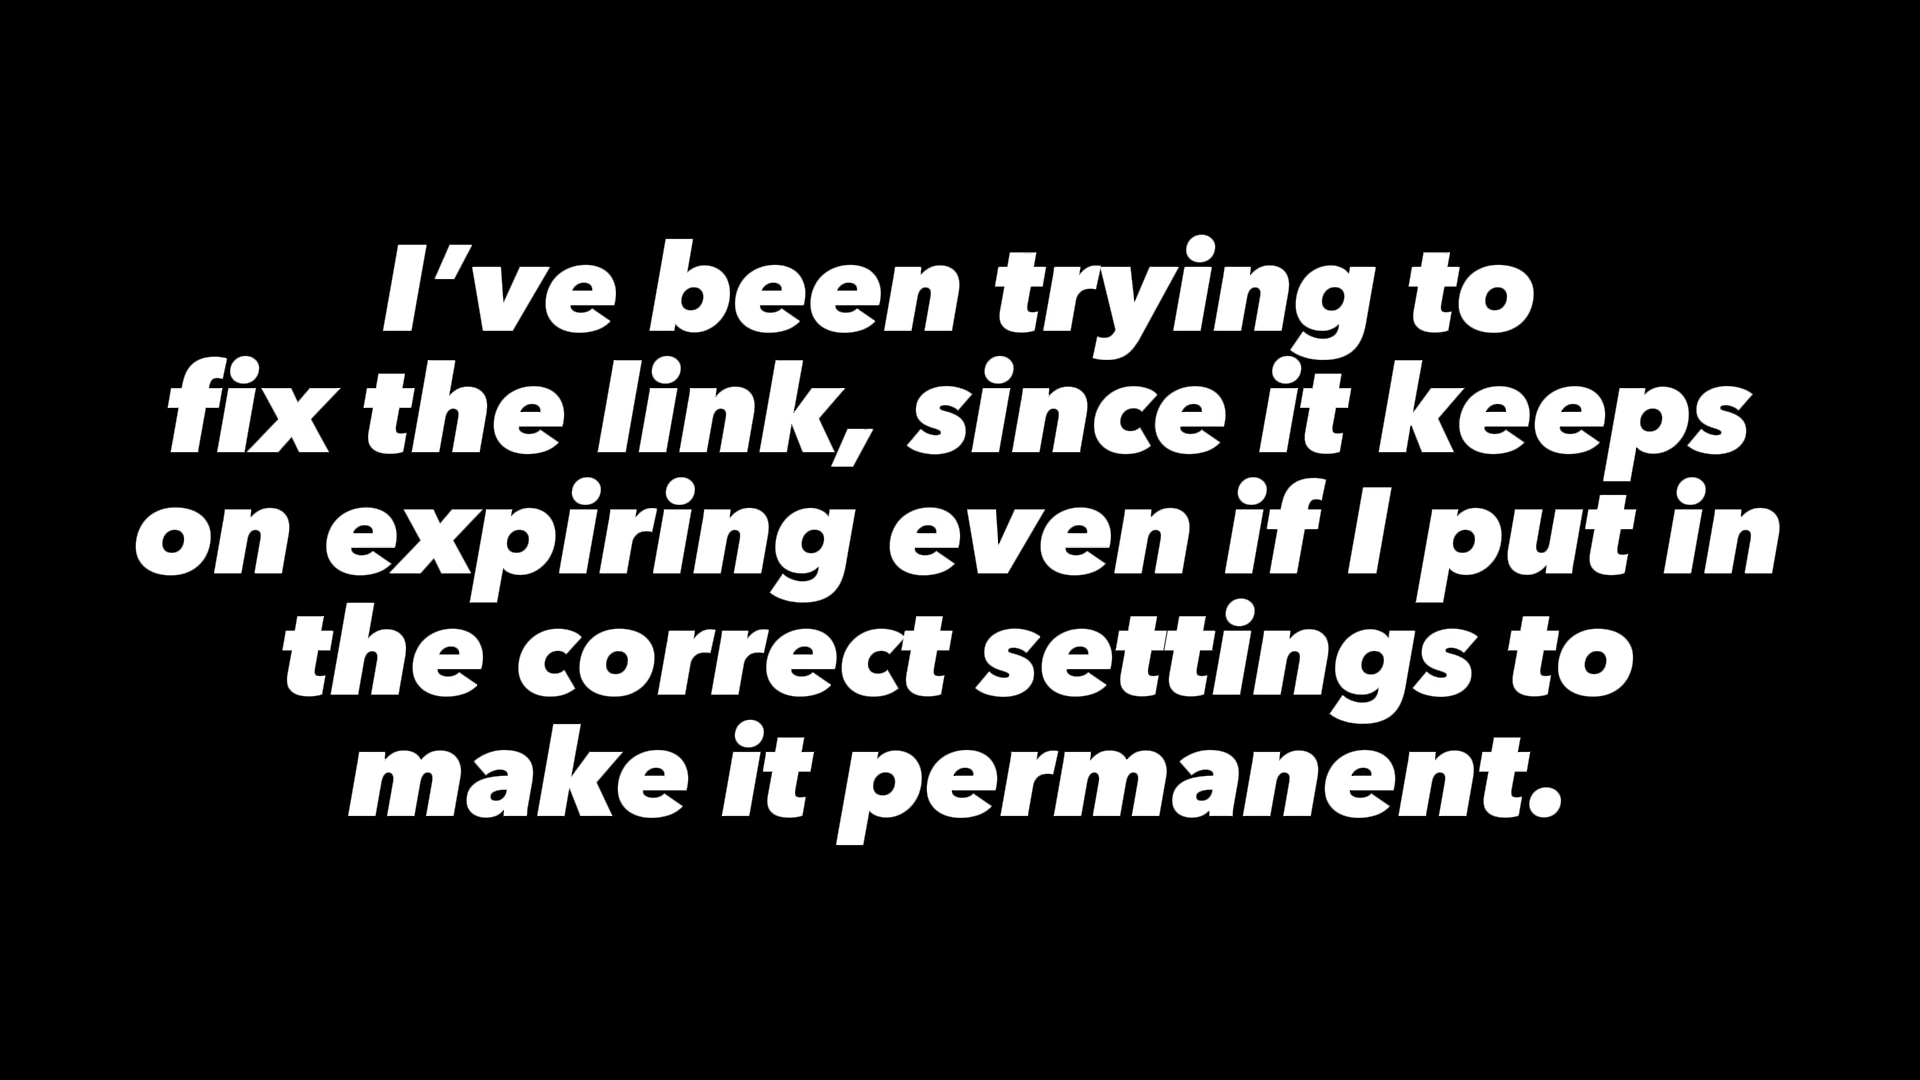 I’ve been trying to
fix the link, since it keeps
on expiring even if I put in
the correct settings to
make it permanent.